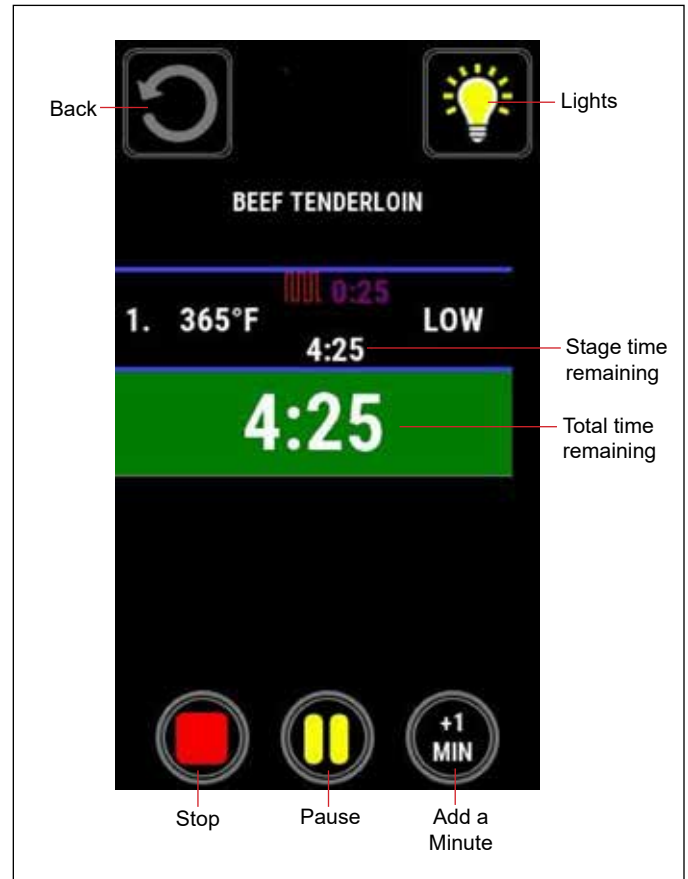 Back
Lights
BEEF TENDERLOIN
0:25
1. 365°F LOW
4:25
Stage time
remaining
4:25
Total time
remaining
+1
MIN
Stop
Pause
Add a
Minute